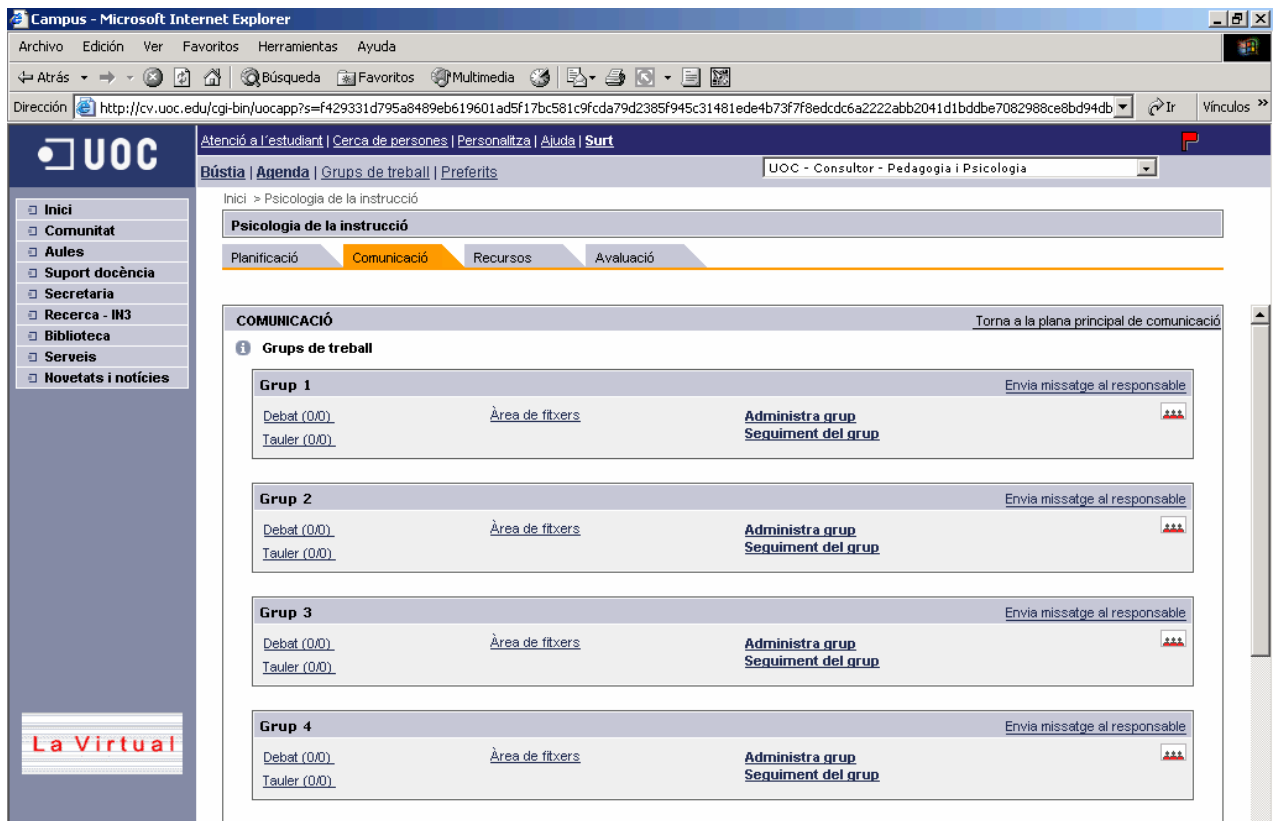 Campus - Microsoft Internet Explorer
Archivo Edición Ver Favoritos Herramientas Ayuda
Atrás Búsqueda Favoritos Multimedia
Dirección http://cv.uoc.edu/cgi-bin/uocapp?s=f429331d795a8489eb619601ad5f17bc581c9fcda79d2385f945c31481ede4b73f7f8edcdc6a2222abb2041d1bddbe7082988ce8bd94db Ir Vínculos »
UOC
Atenció a l'estudiant | Cerca de persones | Personalitza | Ajuda | Surt
Bústia | Agenda | Grups de treball | Preferits
UOC - Consultor - Pedagogia i Psicologia
Inici
Comunitat
Aules
Suport docència
Secretaria
Recerca - IN3
Biblioteca
Serveis
Novetats i notícies
La Virtual
Inici > Psicologia de la instrucció
Psicologia de la instrucció
Planificació Comunicació Recursos Avaluació
COMUNICACIÓ Torna a la plana principal de comunicació
Grups de treball
Grup 1 Envia missatge al responsable
Debat (0/0) Àrea de fitxers Administra grup
Tauler (0/0) Seguiment del grup
Grup 2 Envia missatge al responsable
Debat (0/0) Àrea de fitxers Administra grup
Tauler (0/0) Seguiment del grup
Grup 3 Envia missatge al responsable
Debat (0/0) Àrea de fitxers Administra grup
Tauler (0/0) Seguiment del grup
Grup 4 Envia missatge al responsable
Debat (0/0) Àrea de fitxers Administra grup
Tauler (0/0) Seguiment del grup